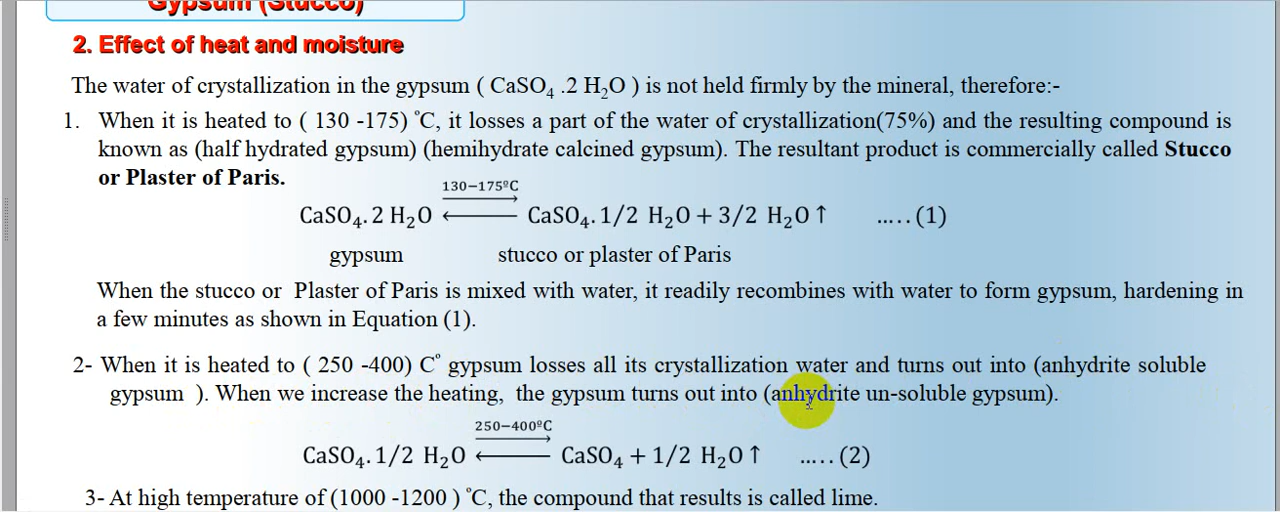 Gypsum (Stucco)
2. Effect of heat and moisture
The water of crystallization in the gypsum ( CaSO₄ .2 H₂O ) is not held firmly by the mineral, therefore:-
1. When it is heated to ( 130 -175) °C, it losses a part of the water of crystallization(75%) and the resulting compound is
known as (half hydrated gypsum) (hemihydrate calcined gypsum). The resultant product is commercially called Stucco
or Plaster of Paris.
130−175ºC
CaSO₄. 2 H₂O ⇄ CaSO₄. 1/2 H₂O + 3/2 H₂O ↑ ..... (1)
gypsum stucco or plaster of Paris
When the stucco or Plaster of Paris is mixed with water, it readily recombines with water to form gypsum, hardening in
a few minutes as shown in Equation (1).
2- When it is heated to ( 250 -400) C° gypsum losses all its crystallization water and turns out into (anhydrite soluble
gypsum ). When we increase the heating, the gypsum turns out into (anhydrite un-soluble gypsum).
250−400ºC
CaSO₄. 1/2 H₂O ⇄ CaSO₄ + 1/2 H₂O ↑ ..... (2)
3- At high temperature of (1000 -1200 ) °C, the compound that results is called lime.